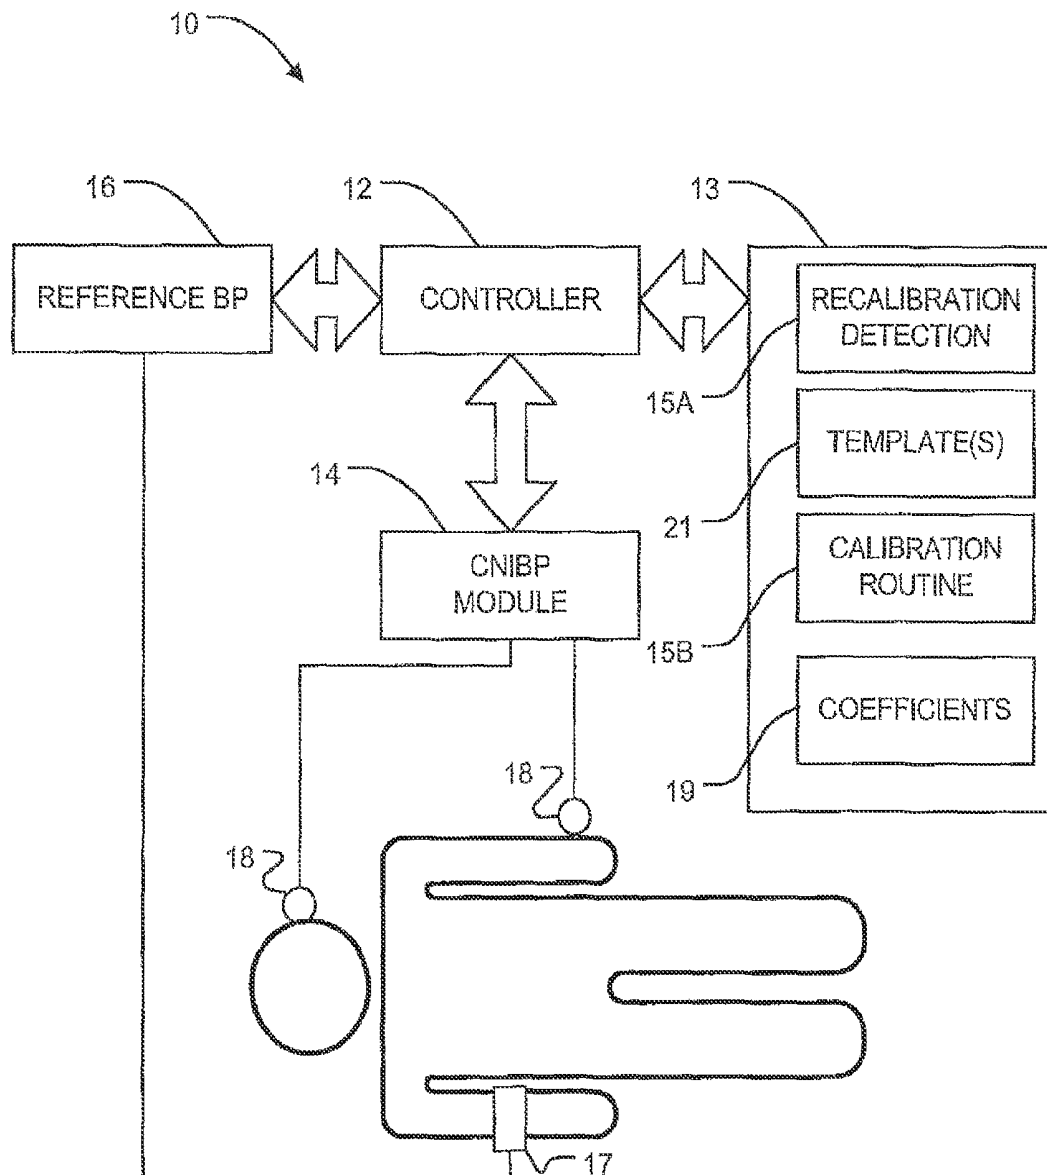 10
16
12
13
REFERENCE BP
CONTROLLER
RECALIBRATION
DETECTION
15A
TEMPLATE(S)
14
21
CNIBP
MODULE
CALIBRATION
ROUTINE
15B
COEFFICIENTS
18
19
18
17